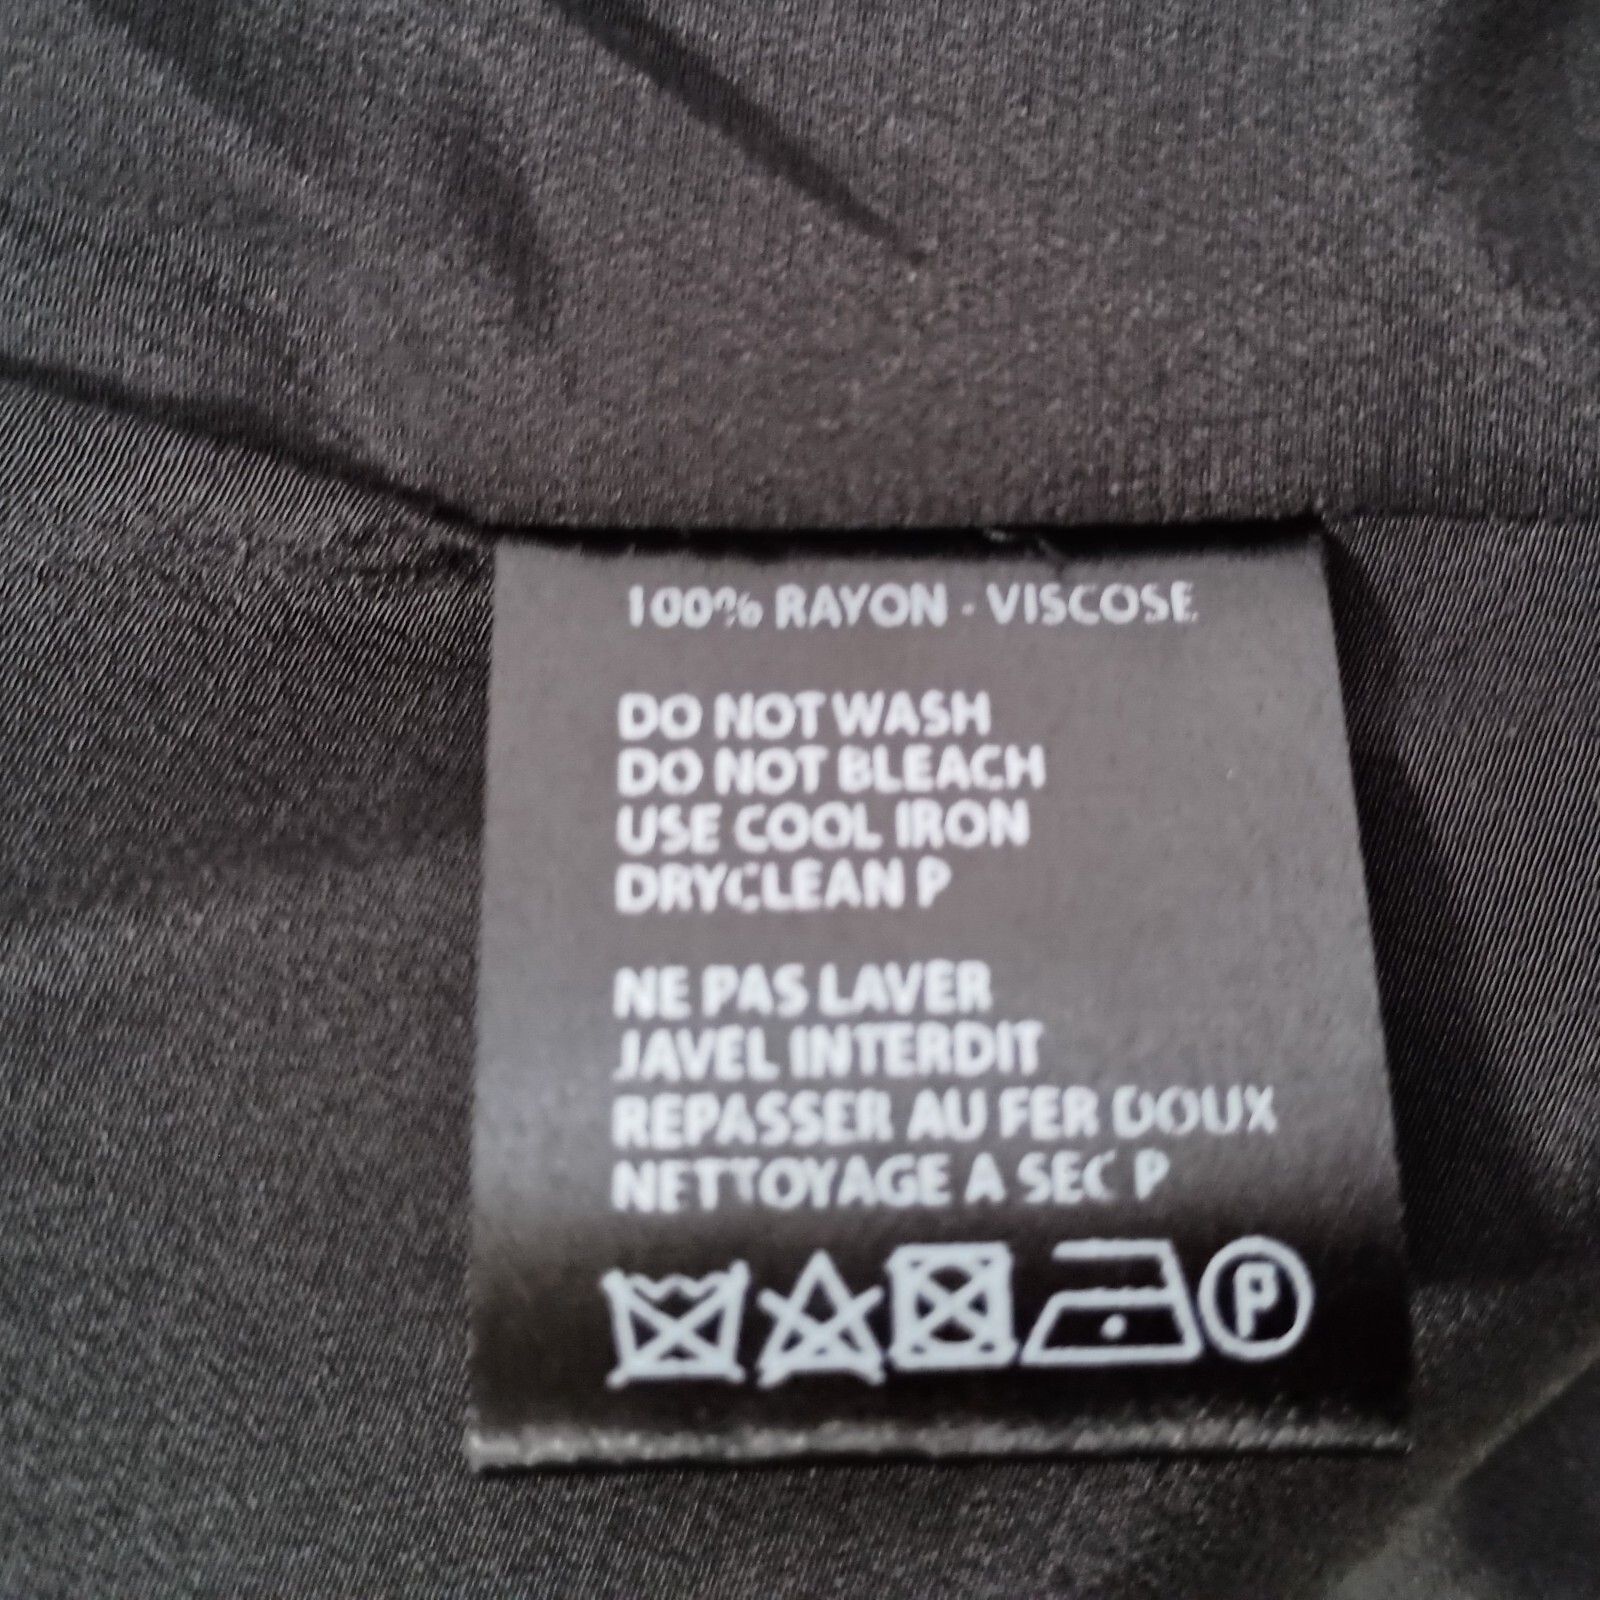 100% RAYON - VISCOSE
DO NOT WASH
DO NOT BLEACH
USE COOL IRON
DRYCLEAN P
NE PAS LAVER
JAVEL INTERDIT
REPASSER AU FER DOUX
NETTOYAGE A SEC P
P